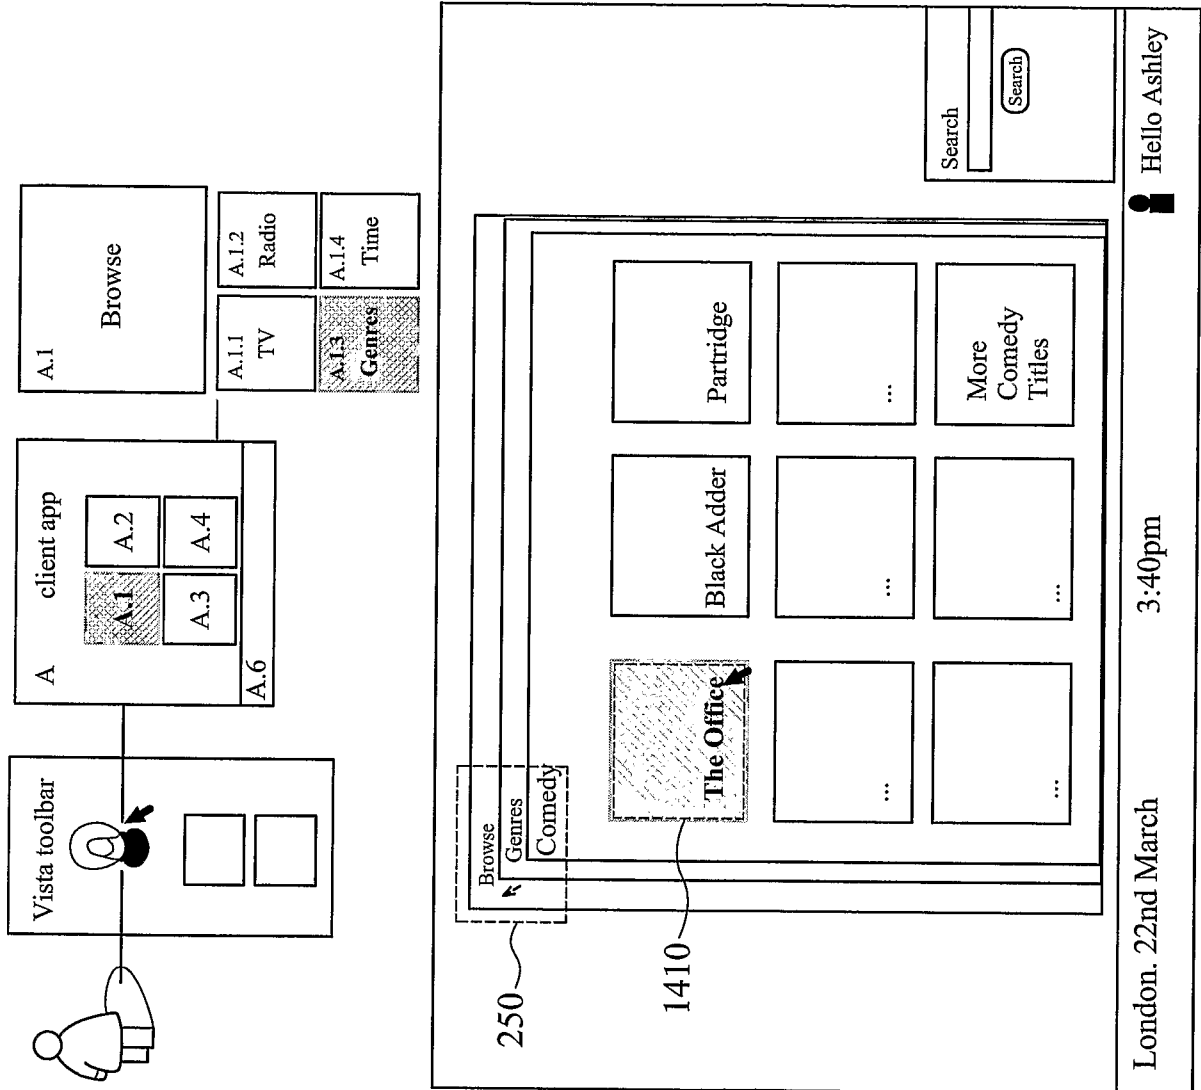 Vista toolbar
A client app
A.1
A.2
A.3
A.4
A.6
A.1
Browse
A.1.1
TV
A.1.2
Radio
A.1.3
Genres
A.1.4
Time
250
Browse
Genres
Comedy
1410
The Office
Black Adder
Partridge
...
...
...
...
...
More
Comedy
Titles
Search
Search
London. 22nd March
3:40pm
Hello Ashley